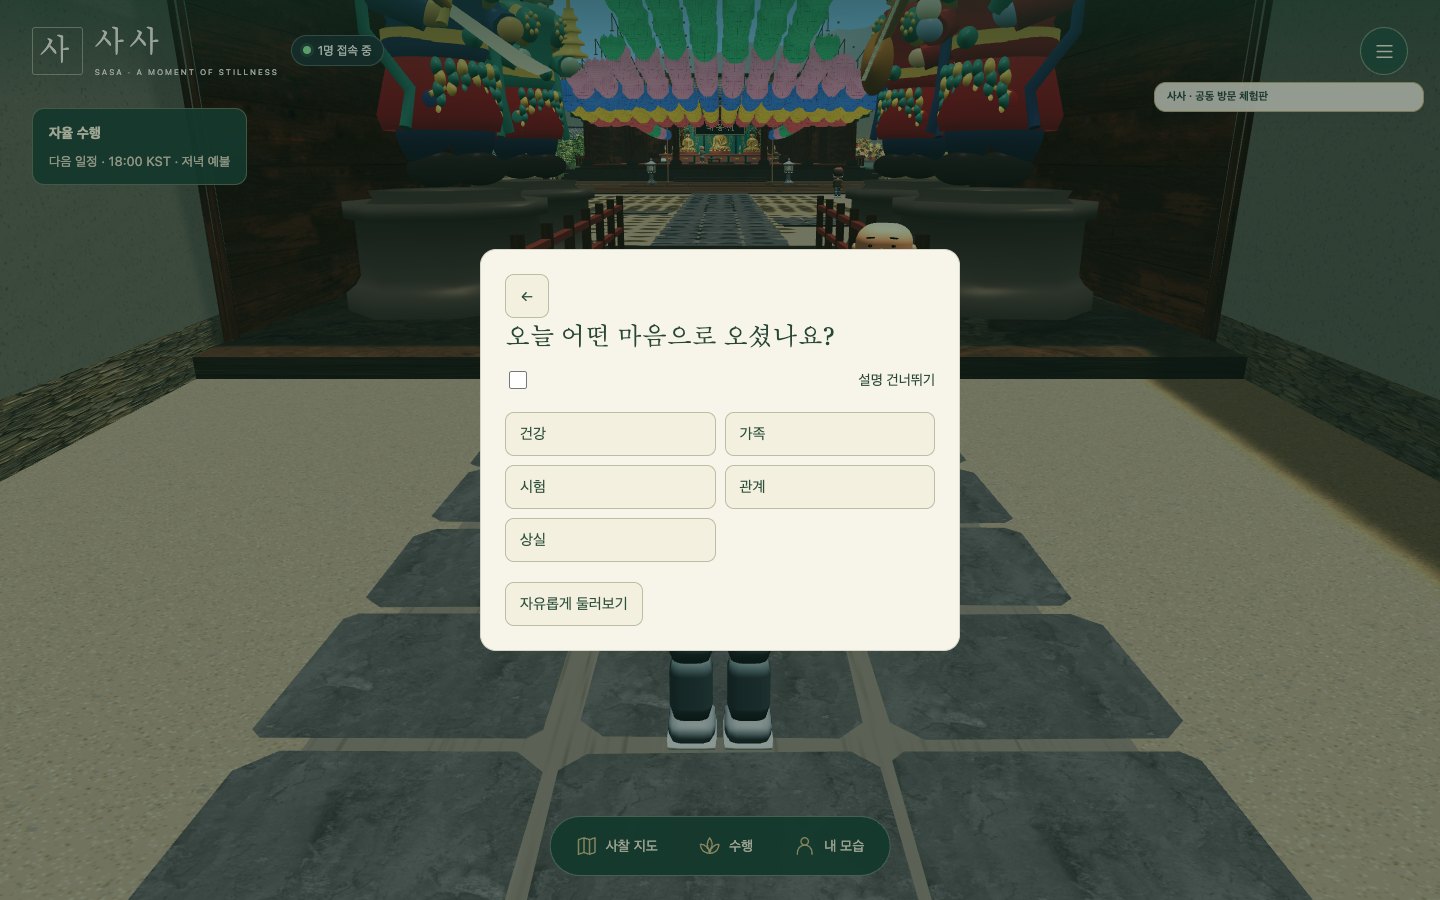 사 사사
SASA · A MOMENT OF STILLNESS
1명 접속 중
사사 · 공동 방문 체험판
자율 수행
다음 일정 · 18:00 KST · 저녁 예불
←
오늘 어떤 마음으로 오셨나요?
설명 건너뛰기
건강
가족
시험
관계
상실
자유롭게 둘러보기
사찰 지도
수행
내 모습